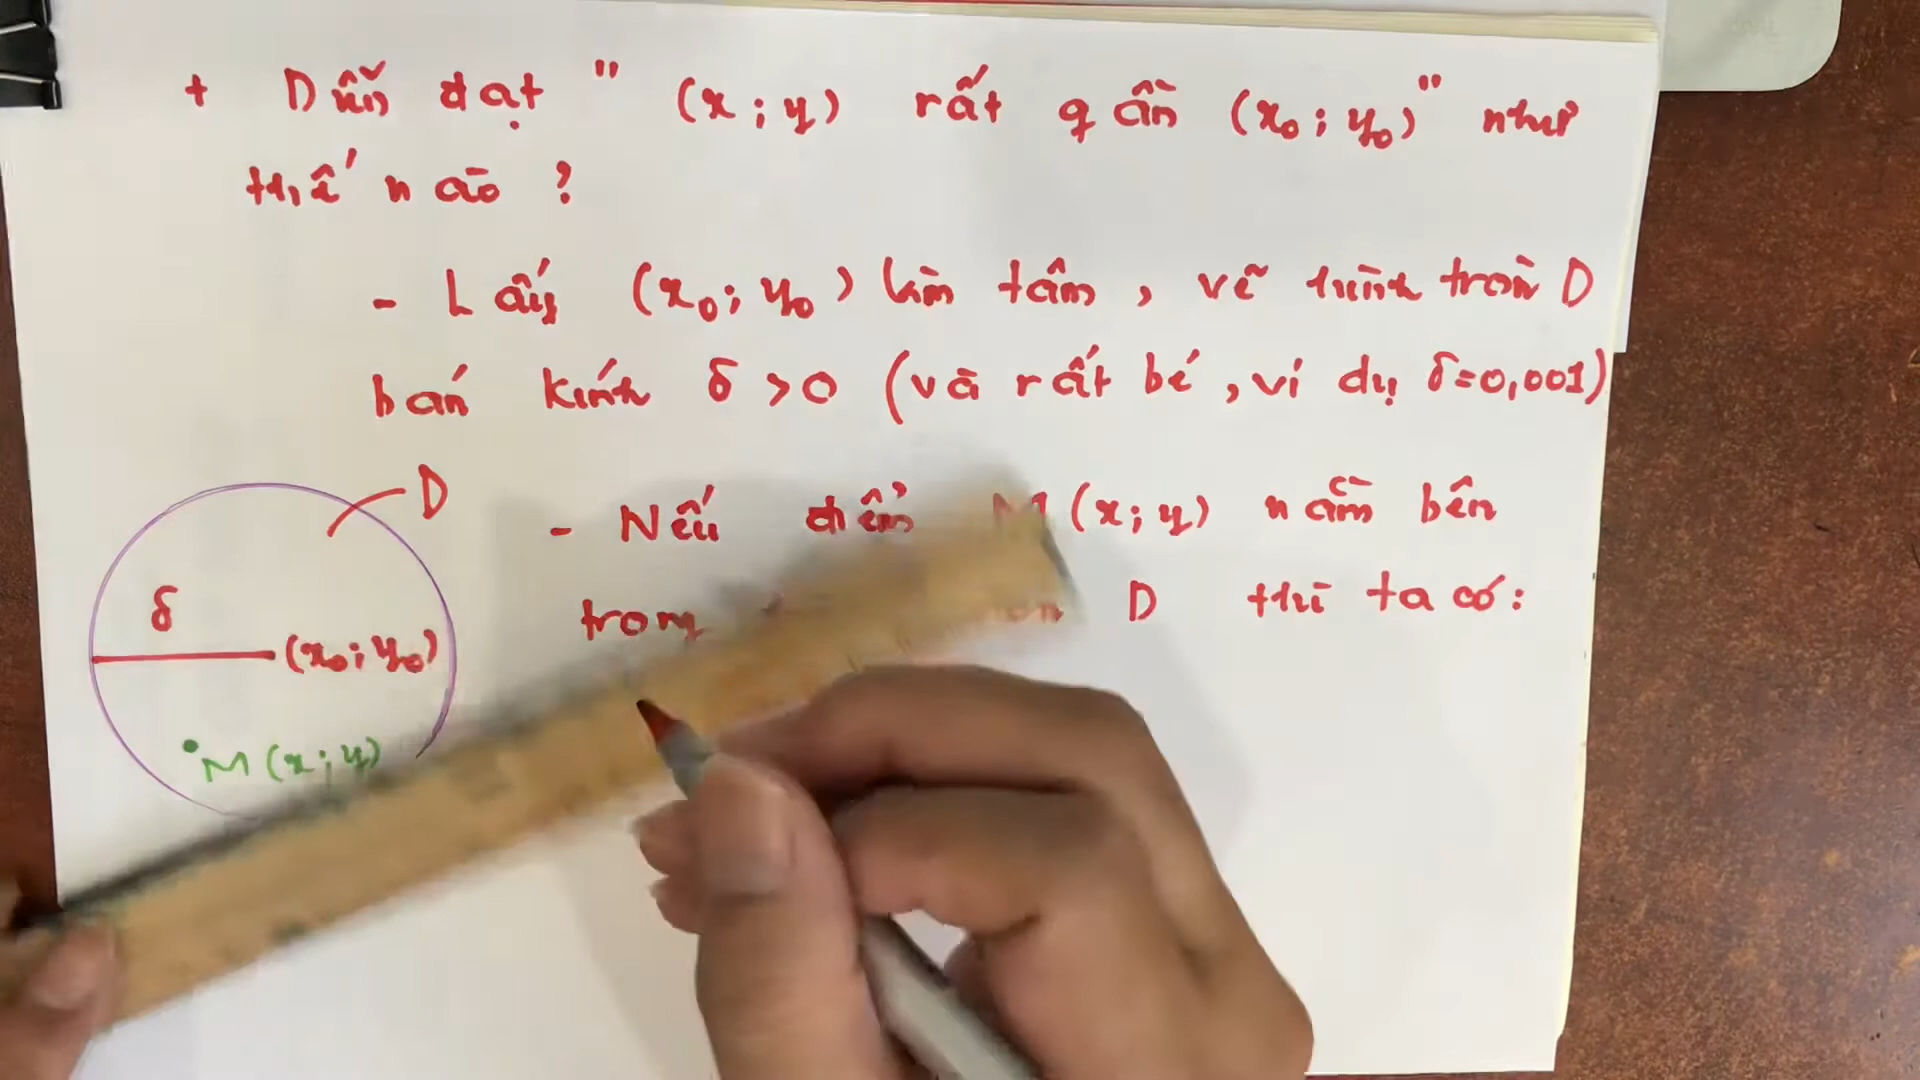 + Diễn đạt "(x; y) rất gần (x₀; y₀)" như
thế nào ?
- Lấy (x₀; y₀) làm tâm, vẽ hình tròn D
bán kính δ > 0 (và rất bé, ví dụ δ=0,001)
D
- Nếu điểm M(x; y) nằm bên
trong D thì ta có:
δ
(x₀; y₀)
M(x; y)